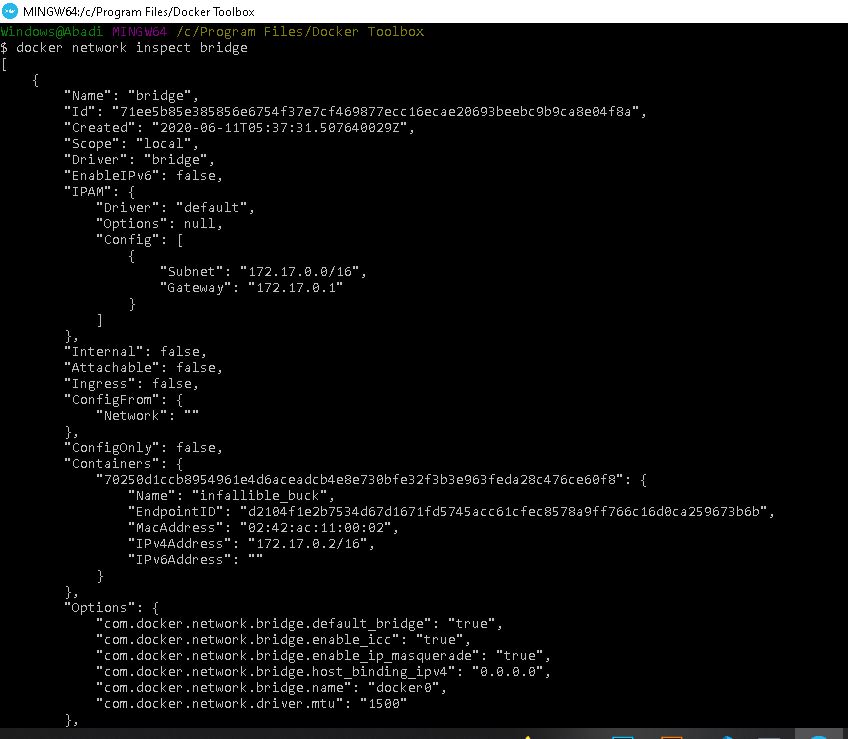 MINGW64:/c/Program Files/Docker Toolbox
Windows@Abadi MINGW64 /c/Program Files/Docker Toolbox
$ docker network inspect bridge
[
    {
        "Name": "bridge",
        "Id": "71ee5b85e385856e6754f37e7cf469877ecc16ecae20693beebc9b9ca8e04f8a",
        "Created": "2020-06-11T05:37:31.507640029Z",
        "Scope": "local",
        "Driver": "bridge",
        "EnableIPv6": false,
        "IPAM": {
            "Driver": "default",
            "Options": null,
            "Config": [
                {
                    "Subnet": "172.17.0.0/16",
                    "Gateway": "172.17.0.1"
                }
            ]
        },
        "Internal": false,
        "Attachable": false,
        "Ingress": false,
        "ConfigFrom": {
            "Network": ""
        },
        "ConfigOnly": false,
        "Containers": {
            "70250d1ccb8954961e4d6aceadcb4e8e730bfe32f3b3e963feda28c476ce60f8": {
                "Name": "infallible_buck",
                "EndpointID": "d2104f1e2b7534d67d1671fd5745acc61cfec8578a9ff766c16d0ca259673b6b",
                "MacAddress": "02:42:ac:11:00:02",
                "IPv4Address": "172.17.0.2/16",
                "IPv6Address": ""
            }
        },
        "Options": {
            "com.docker.network.bridge.default_bridge": "true",
            "com.docker.network.bridge.enable_icc": "true",
            "com.docker.network.bridge.enable_ip_masquerade": "true",
            "com.docker.network.bridge.host_binding_ipv4": "0.0.0.0",
            "com.docker.network.bridge.name": "docker0",
            "com.docker.network.driver.mtu": "1500"
        },